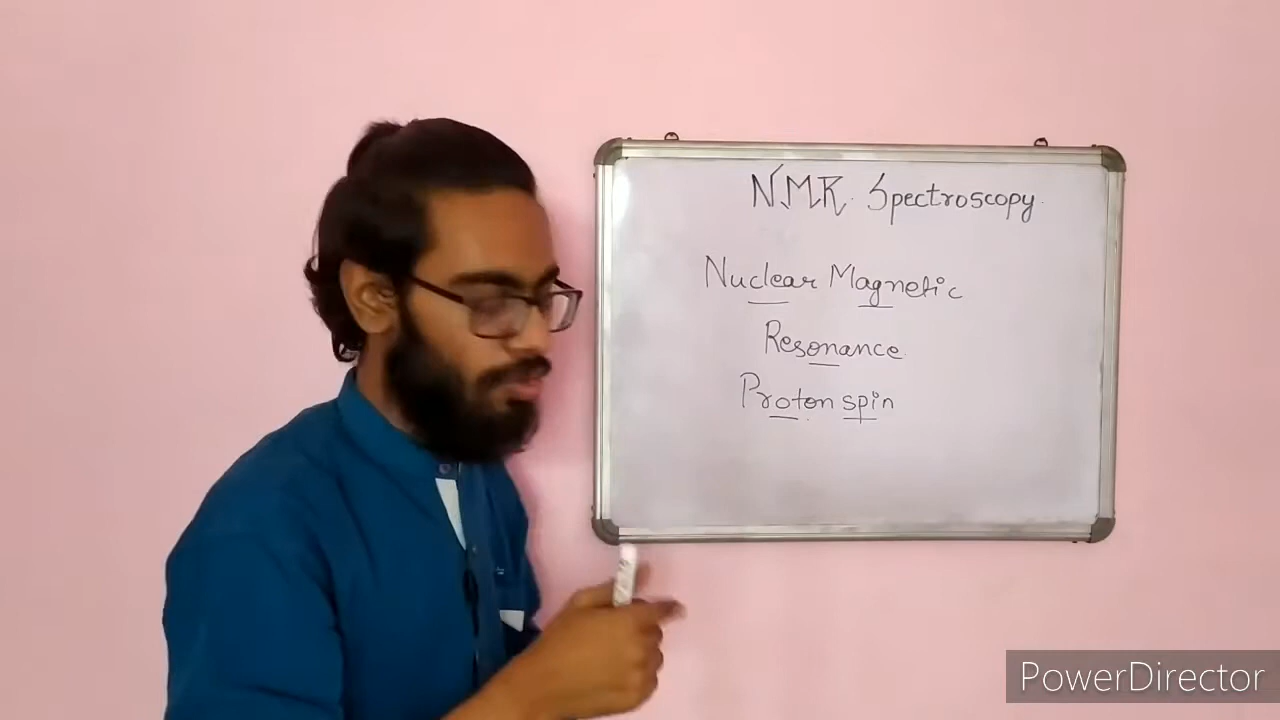 NMR Spectroscopy.
Nuclear Magnetic
Resonance.
Proton spin
PowerDirector